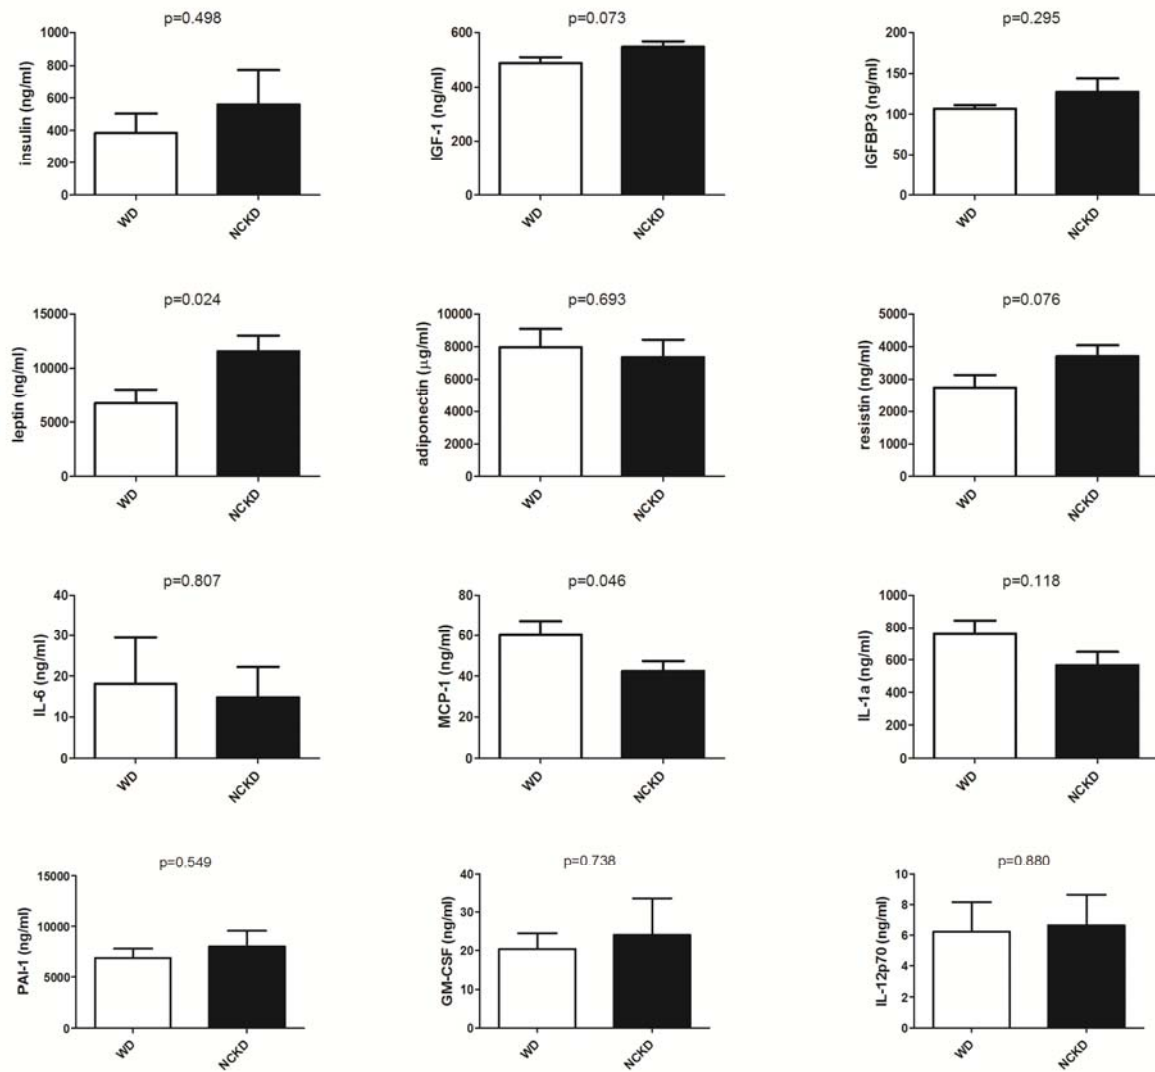 p=0.498
insulin (ng/ml)
1000
800
600
400
200
0
WD
NCKD
p=0.073
IGF-1 (ng/ml)
600
400
200
0
WD
NCKD
p=0.295
IGFBP3 (ng/ml)
200
150
100
50
0
WD
NCKD
p=0.024
leptin (ng/ml)
15000
10000
5000
0
WD
NCKD
p=0.693
adiponectin (µg/ml)
10000
8000
6000
4000
2000
0
WD
NCKD
p=0.076
resistin (ng/ml)
5000
4000
3000
2000
1000
0
WD
NCKD
p=0.807
IL-6 (ng/ml)
40
30
20
10
0
WD
NCKD
p=0.046
MCP-1 (ng/ml)
80
60
40
20
0
WD
NCKD
p=0.118
IL-1a (ng/ml)
1000
800
600
400
200
0
WD
NCKD
p=0.549
PAI-1 (ng/ml)
15000
10000
5000
0
WD
NCKD
p=0.738
GM-CSF (ng/ml)
40
30
20
10
0
WD
NCKD
p=0.880
IL-12p70 (ng/ml)
10
8
6
4
2
0
WD
NCKD